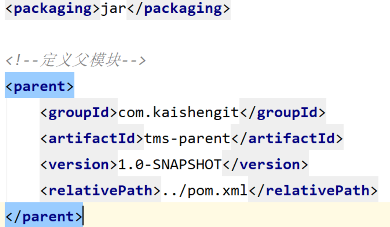 <packaging>jar</packaging>
<!--定义父模块-->
<parent>
<groupId>com.kaishengit</groupId>
<artifactId>tms-parent</artifactId>
<version>1.0-SNAPSHOT</version>
<relativePath>../pom.xml</relativePath>
</parent>